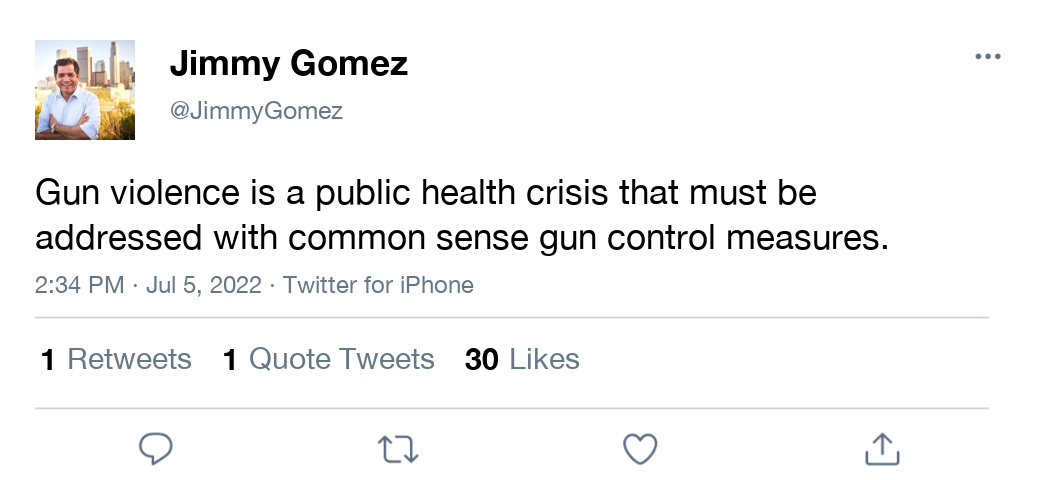 Jimmy Gomez
@JimmyGomez
Gun violence is a public health crisis that must be
addressed with common sense gun control measures.
2:34 PM · Jul 5, 2022 · Twitter for iPhone
1 Retweets 1 Quote Tweets 30 Likes